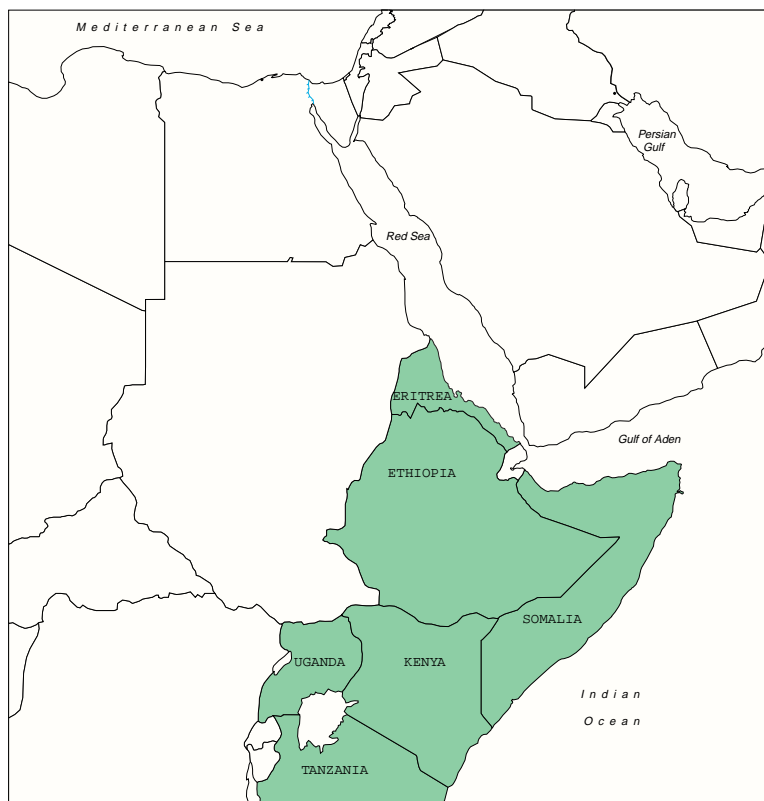 Mediterranean Sea
Persian
Gulf
Red Sea
ERITREA
Gulf of Aden
ETHIOPIA
SOMALIA
UGANDA
KENYA
Indian
Ocean
TANZANIA